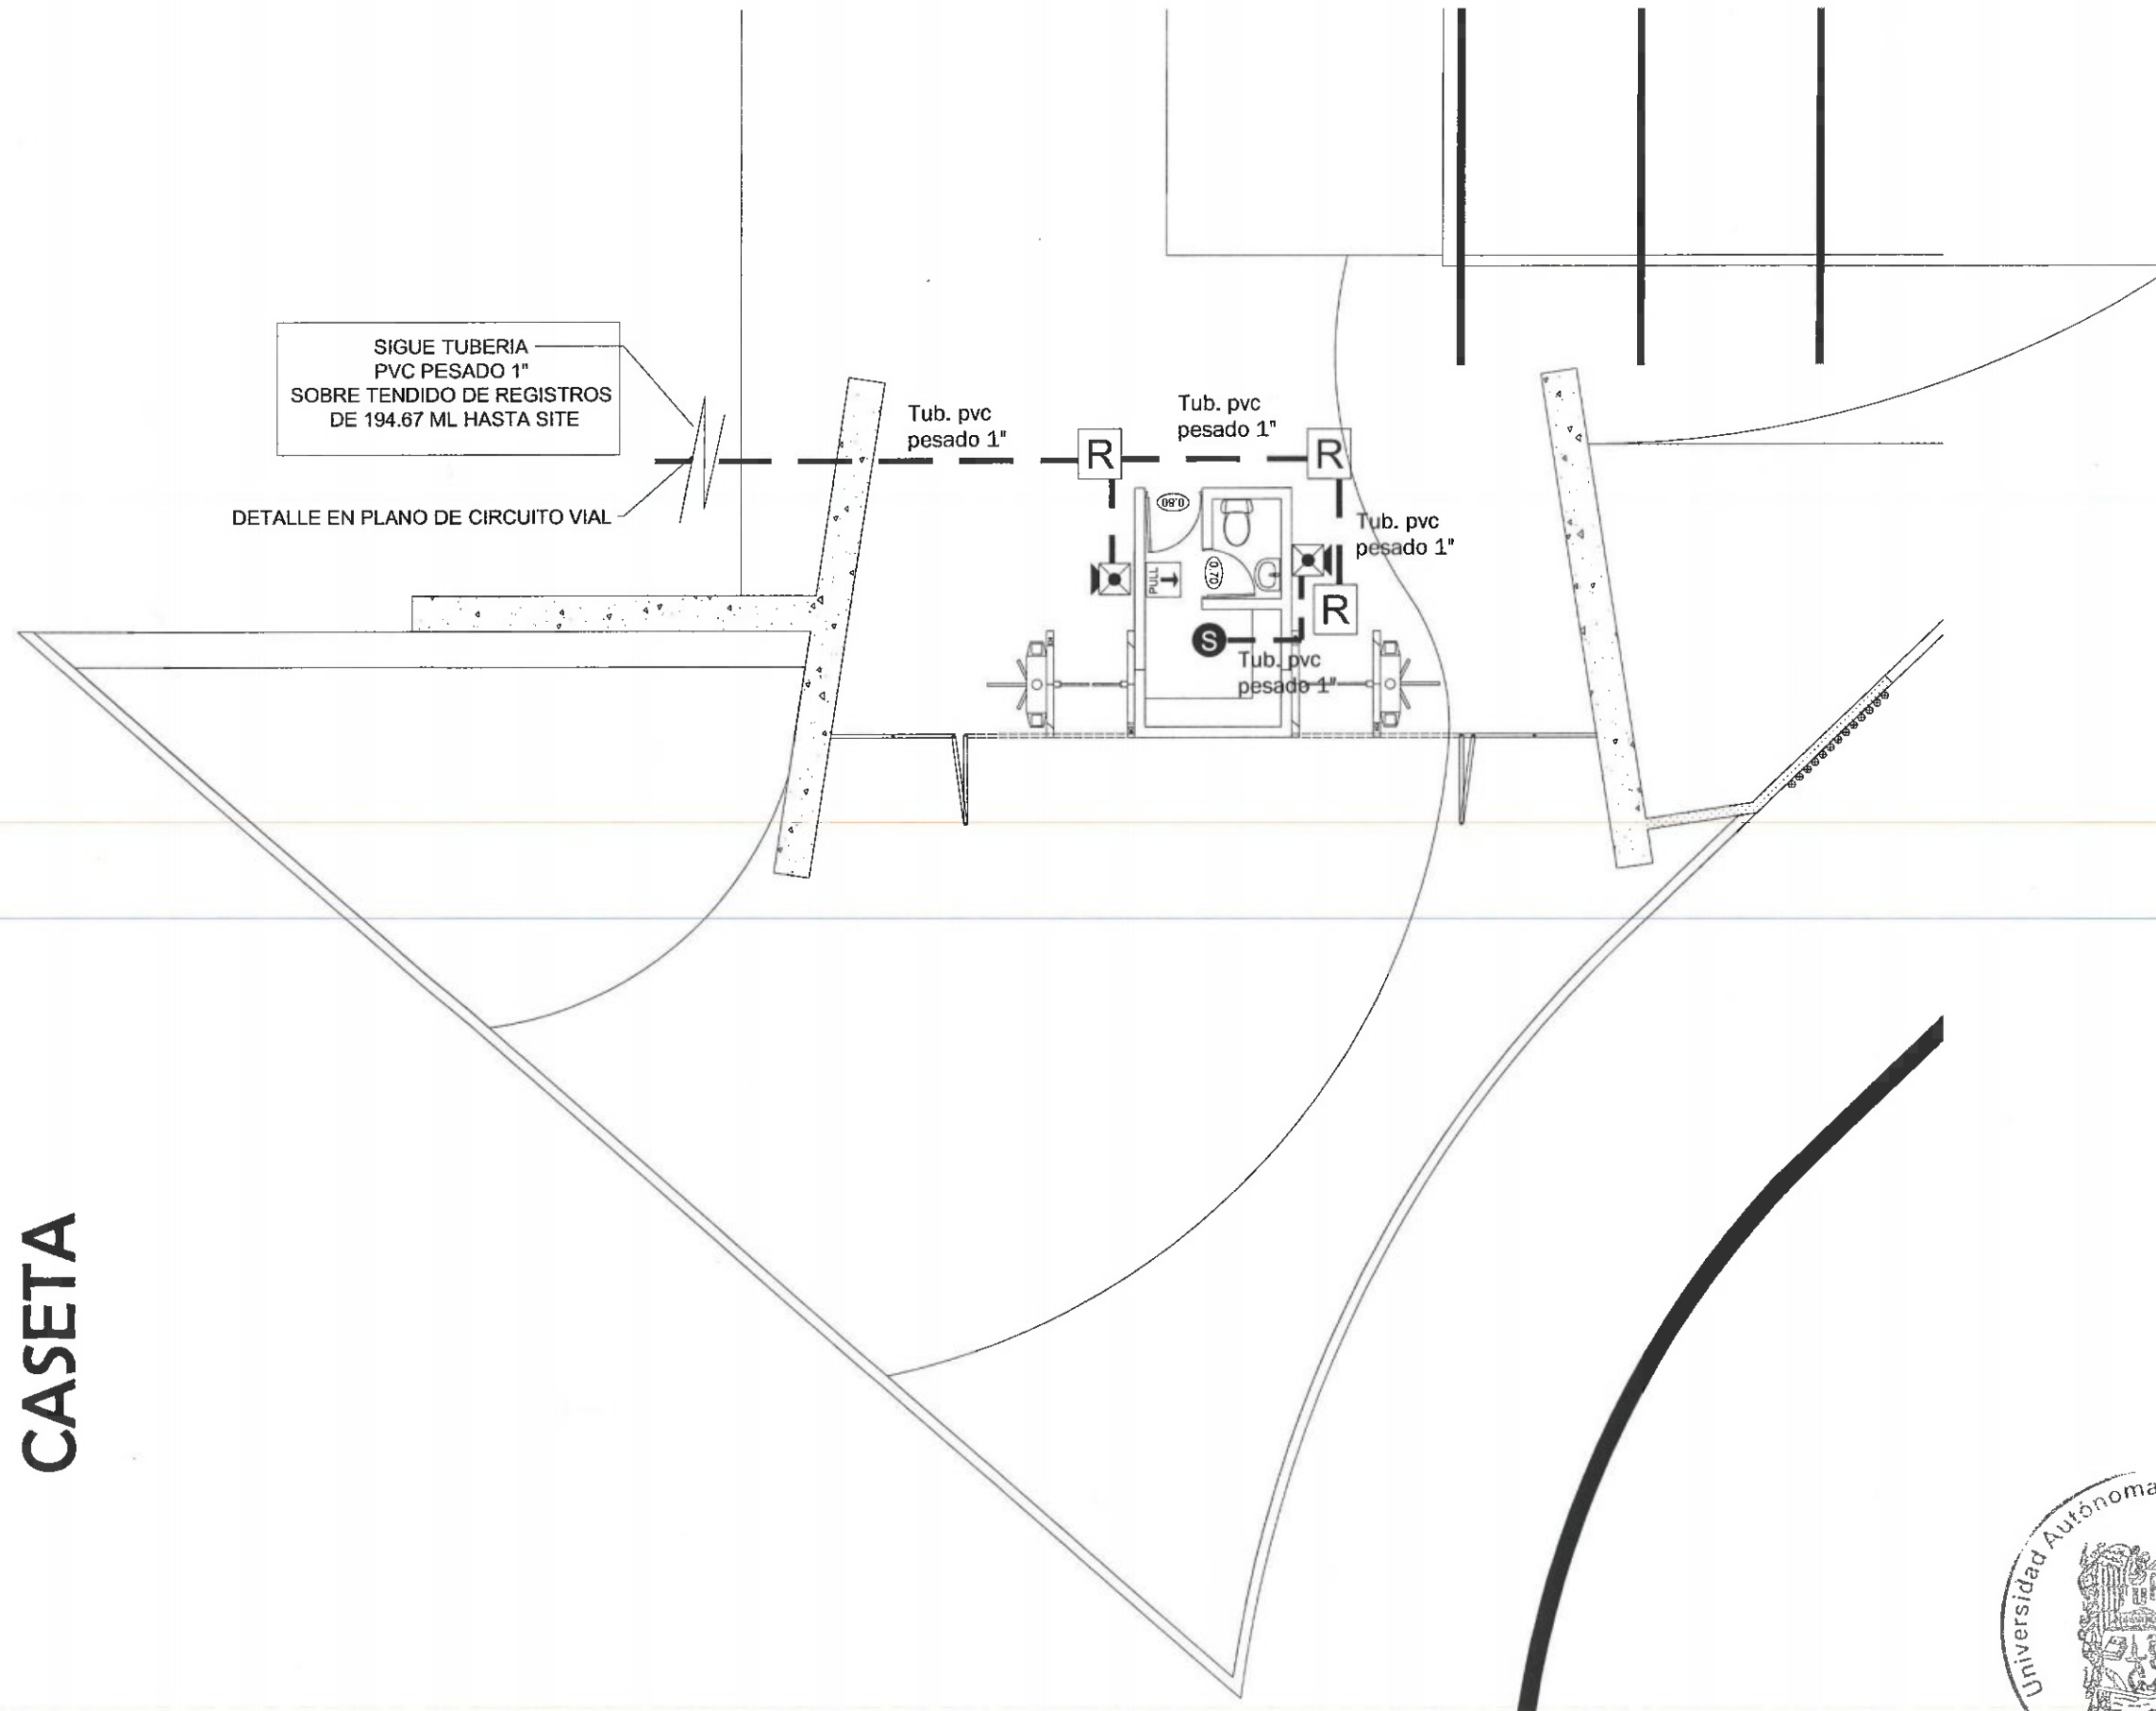 SIGUE TUBERIA
PVC PESADO 1"
SOBRE TENDIDO DE REGISTROS
DE 194.67 ML HASTA SITE
DETALLE EN PLANO DE CIRCUITO VIAL
Tub. pvc
pesado 1"
Tub. pvc
pesado 1"
R
R
0.80
Tub. pvc
pesado 1"
PULL
0.70
R
S
Tub. pvc
pesado 1"
CASETA
Universidad Autónoma